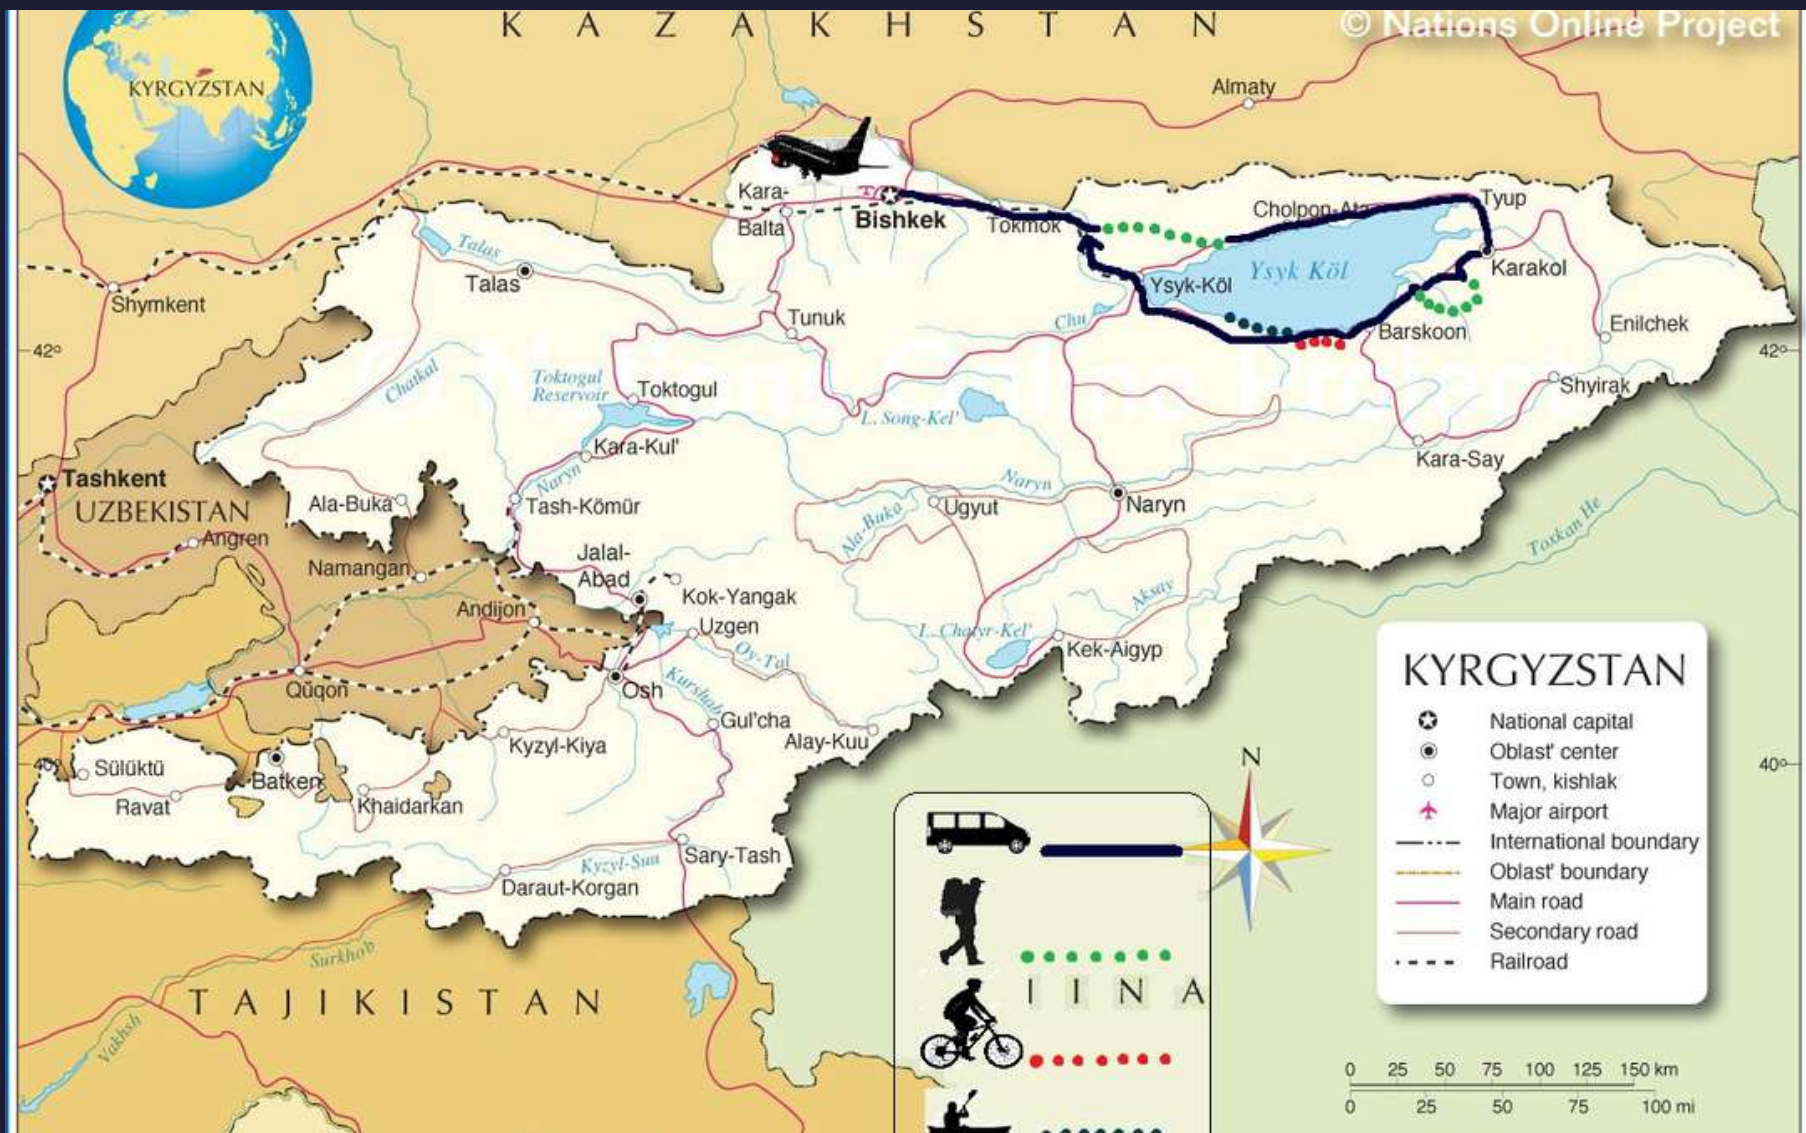 K A Z A K H S T A N
© Nations Online Project
KYRGYZSTAN
Almaty
Kara-
Balta
Bishkek
Tokmok
Cholpon-Ata
Tyup
Talas
Talas
Ysyk-Köl
Ysyk Köl
Karakol
Shymkent
Tunuk
Chu
Barskoon
Enilchek
42°
42°
Chatkal
Toktogul
Reservoir
Toktogul
L. Song-Kel'
Shyirak
Kara-Kul'
Kara-Say
Tashkent
UZBEKISTAN
Naryn
Ala-Buka
Tash-Kömür
Naryn
Ugyut
Naryn
Ala-Buka
Toxkan He
Angren
Namangan
Jalal-
Abad
Kok-Yangak
Aksay
Andijon
Uzgen
L. Chatyr-Kel'
Kek-Aigyp
Oy-Tal
Qŭqon
Osh
Kurshab
Gul'cha
Alay-Kuu
Kyzyl-Kiya
40°
Sülüktü
Batken
Ravat
Khaidarkan
40°
Sary-Tash
Kyzyl-Suu
Daraut-Korgan
Surkhob
T A J I K I S T A N
Vakhsh
I I N A
N
KYRGYZSTAN
National capital
Oblast' center
Town, kishlak
Major airport
International boundary
Oblast' boundary
Main road
Secondary road
Railroad
0 25 50 75 100 125 150 km
0 25 50 75 100 mi